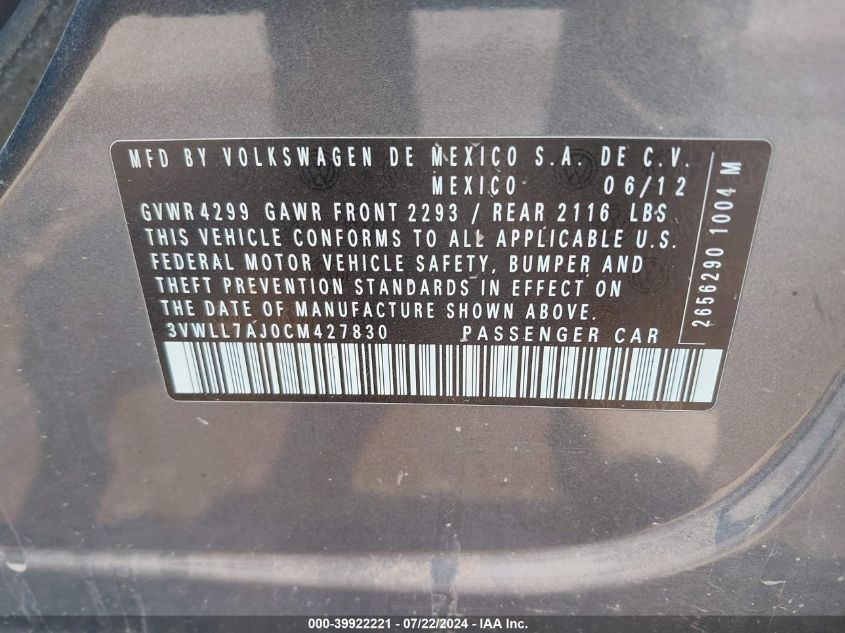 MFD BY VOLKSWAGEN DE MEXICO S.A. DE C.V.
MEXICO 06/12
GVWR 4299 GAWR FRONT 2293 / REAR 2116 LBS
THIS VEHICLE CONFORMS TO ALL APPLICABLE U.S.
FEDERAL MOTOR VEHICLE SAFETY, BUMPER AND
THEFT PREVENTION STANDARDS IN EFFECT ON
THE DATE OF MANUFACTURE SHOWN ABOVE.
3VWLL7AJ0CM427830 PASSENGER CAR
2656290 1004 M
000-39922221 - 07/22/2024 - IAA Inc.